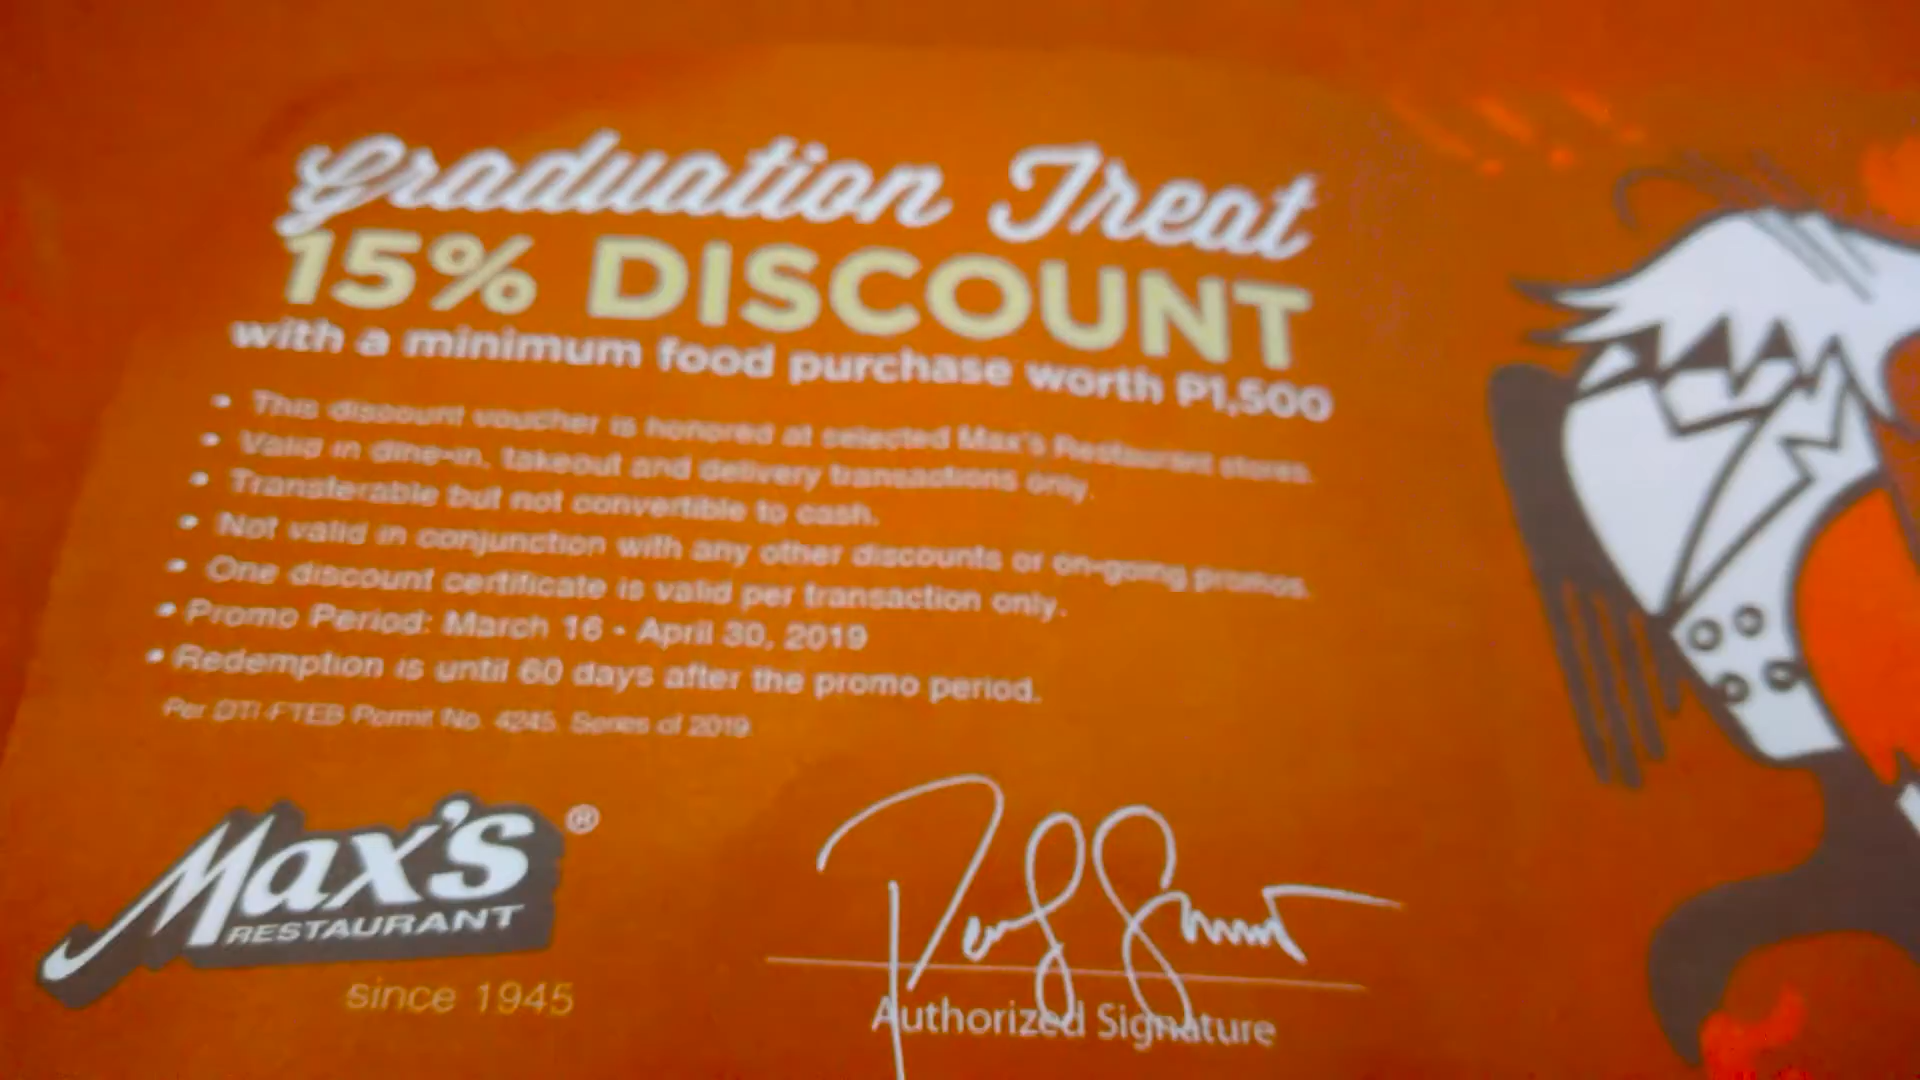 Graduation Treat
15% DISCOUNT
with a minimum food purchase worth P1,500
• This discount voucher is honored at selected Max's Restaurant stores.
• Valid in dine-in, takeout and delivery transactions only.
• Transferable but not convertible to cash.
• Not valid in conjunction with any other discounts or on-going promos.
• One discount certificate is valid per transaction only.
• Promo Period: March 16 - April 30, 2019
• Redemption is until 60 days after the promo period.
Per DTI-FTEB Permit No. 4245, Series of 2019
Max's®
RESTAURANT
since 1945
Authorized Signature